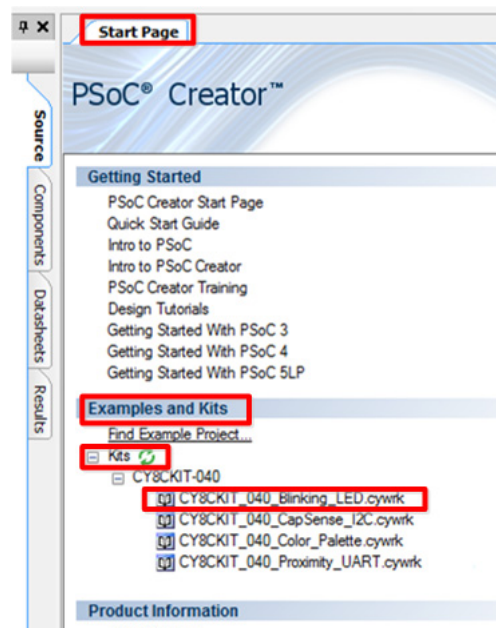 Start Page
PSoC® Creator™
Source
Components
Datasheets
Results
Getting Started
PSoC Creator Start Page
Quick Start Guide
Intro to PSoC
Intro to PSoC Creator
PSoC Creator Training
Design Tutorials
Getting Started With PSoC 3
Getting Started With PSoC 4
Getting Started With PSoC 5LP
Examples and Kits
Find Example Project...
Kits
CY8CKIT-040
CY8CKIT_040_Blinking_LED.cywrk
CY8CKIT_040_CapSense_I2C.cywrk
CY8CKIT_040_Color_Palette.cywrk
CY8CKIT_040_Proximity_UART.cywrk
Product Information